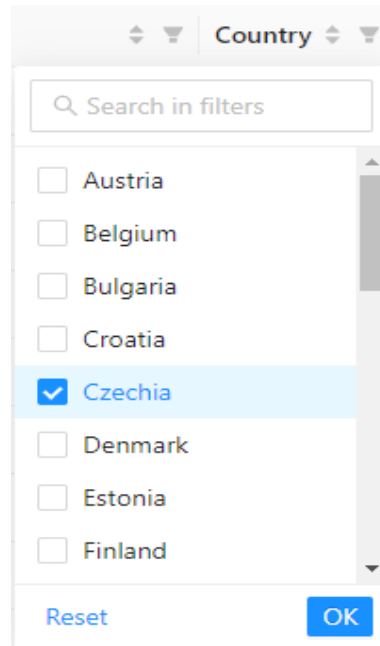 Country
Search in filters
Austria
Belgium
Bulgaria
Croatia
Czechia
Denmark
Estonia
Finland
Reset OK